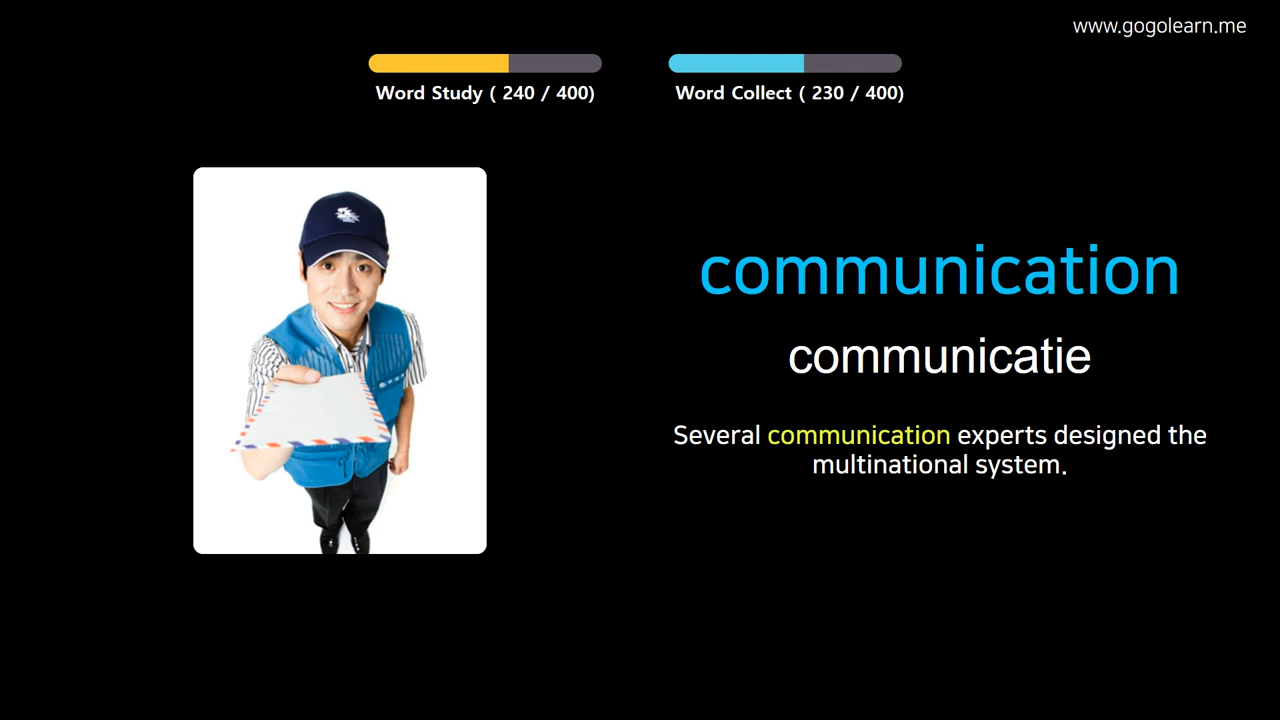 www.gogolearn.me
Word Study ( 240 / 400)
Word Collect ( 230 / 400)
communication
communicatie
Several communication experts designed the
multinational system.